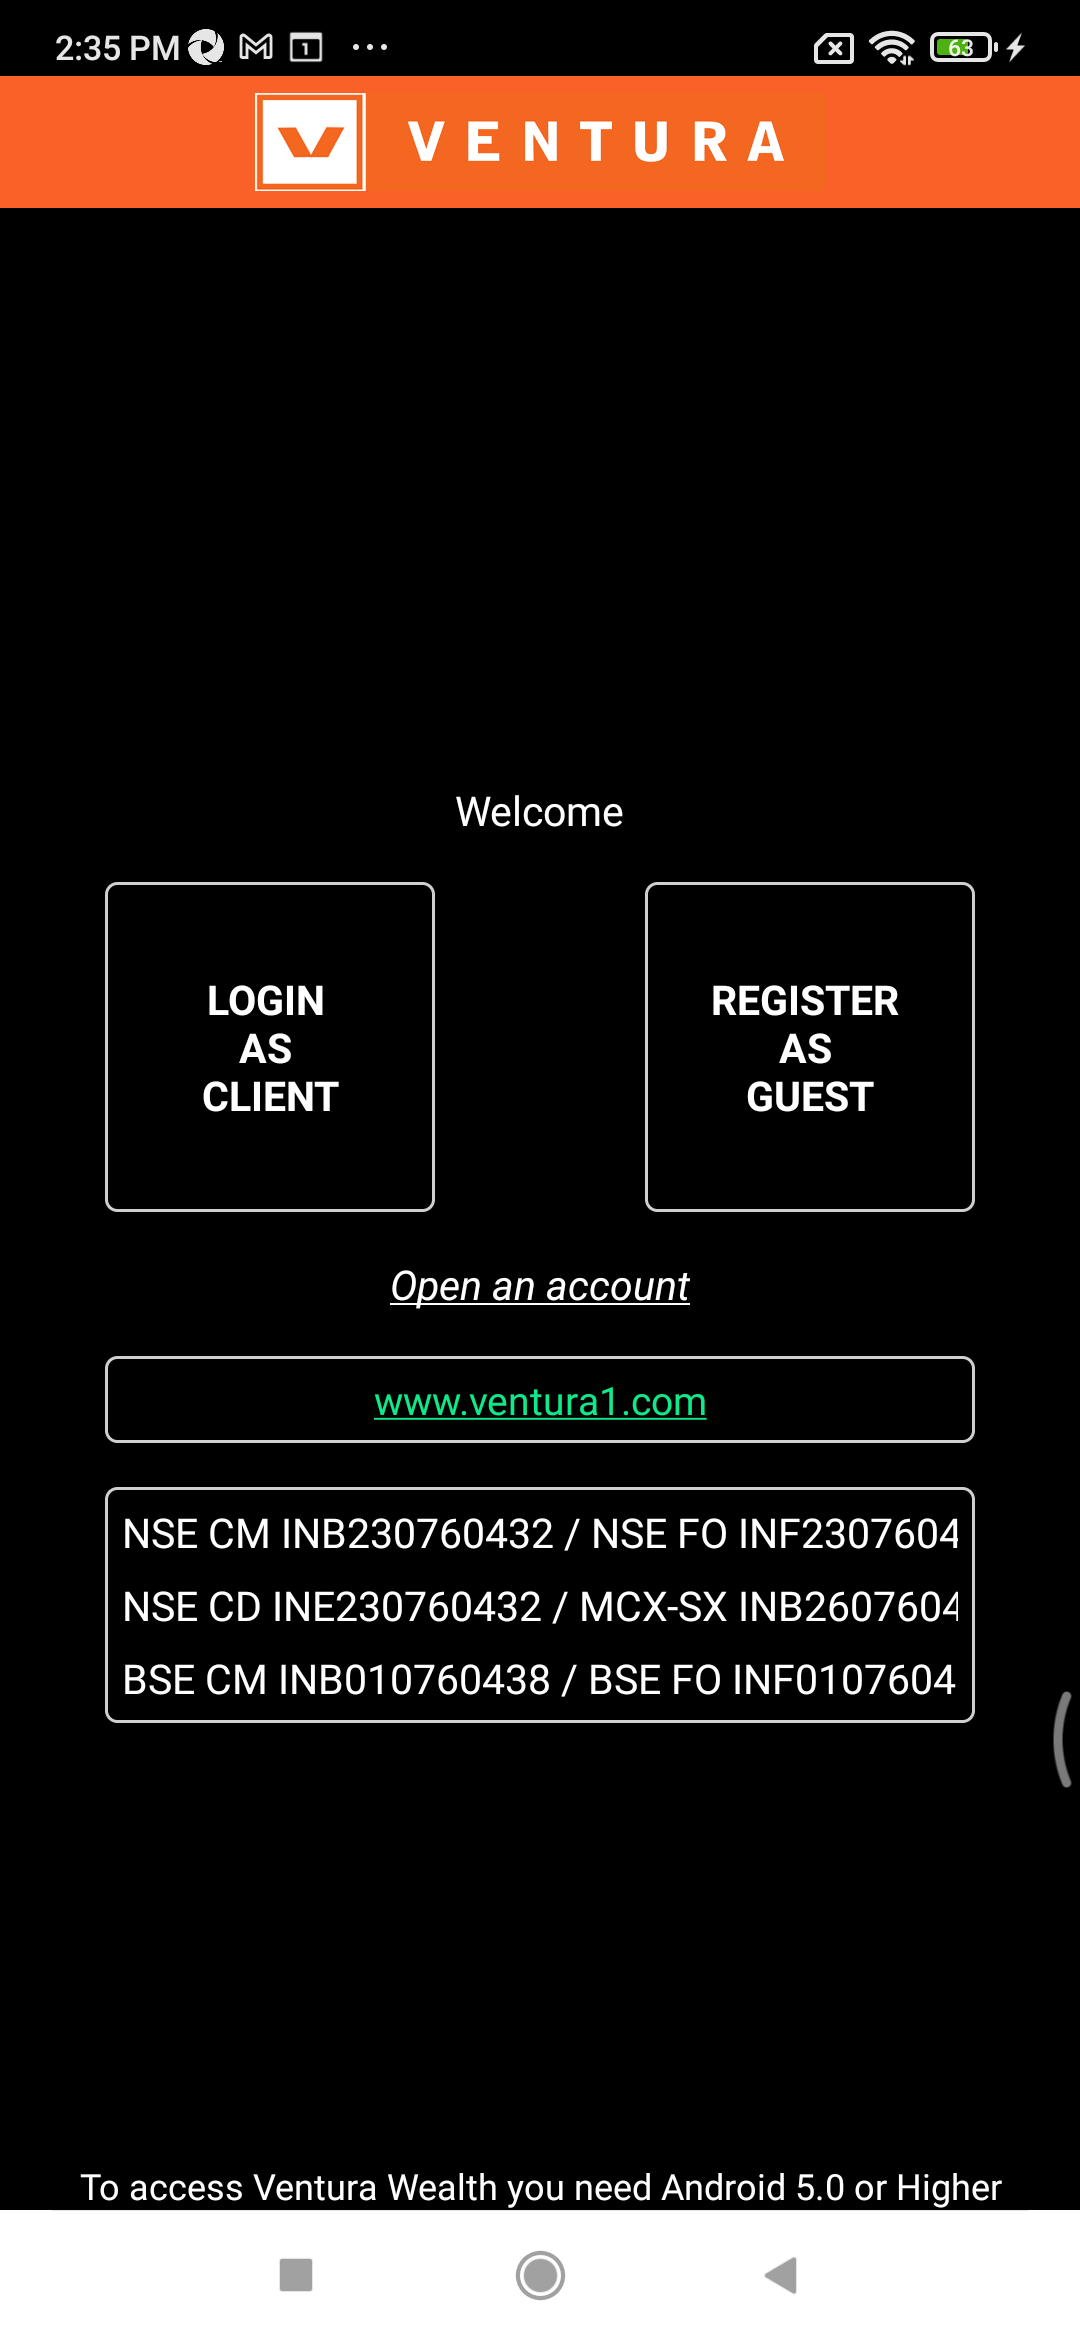 2:35 PM
1
63
VENTURA
Welcome
LOGIN
AS
CLIENT
REGISTER
AS
GUEST
Open an account
www.ventura1.com
NSE CM INB230760432 / NSE FO INF2307604
NSE CD INE230760432 / MCX-SX INB2607604
BSE CM INB010760438 / BSE FO INF0107604
To access Ventura Wealth you need Android 5.0 or Higher